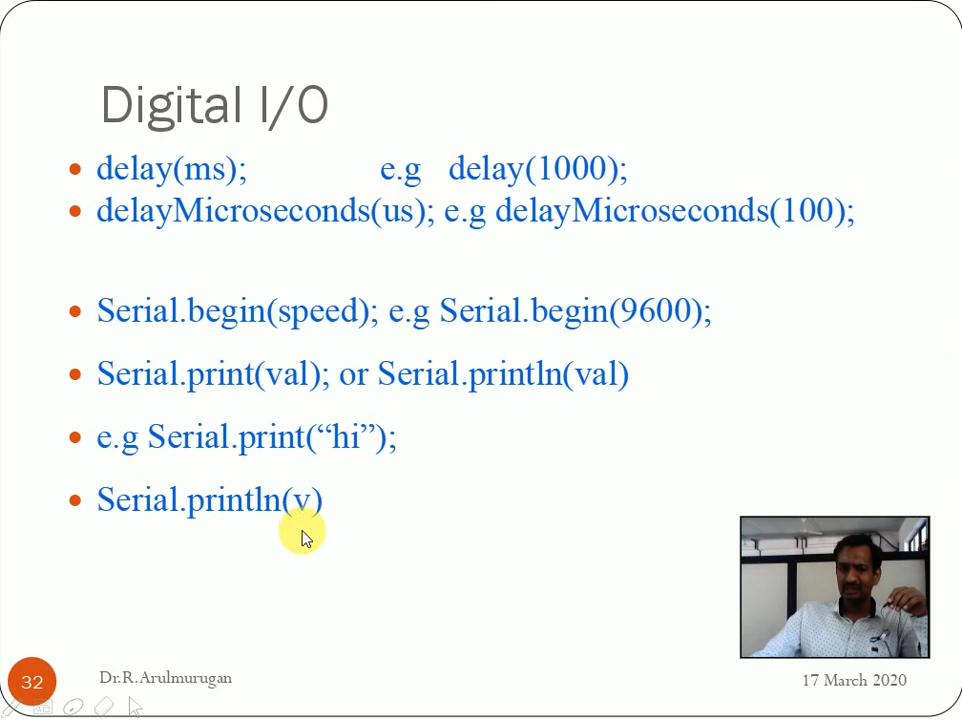 Digital I/O
• delay(ms); e.g delay(1000);
• delayMicroseconds(us); e.g delayMicroseconds(100);
• Serial.begin(speed); e.g Serial.begin(9600);
• Serial.print(val); or Serial.println(val)
• e.g Serial.print(“hi”);
• Serial.println(v)
32
Dr.R.Arulmurugan
17 March 2020